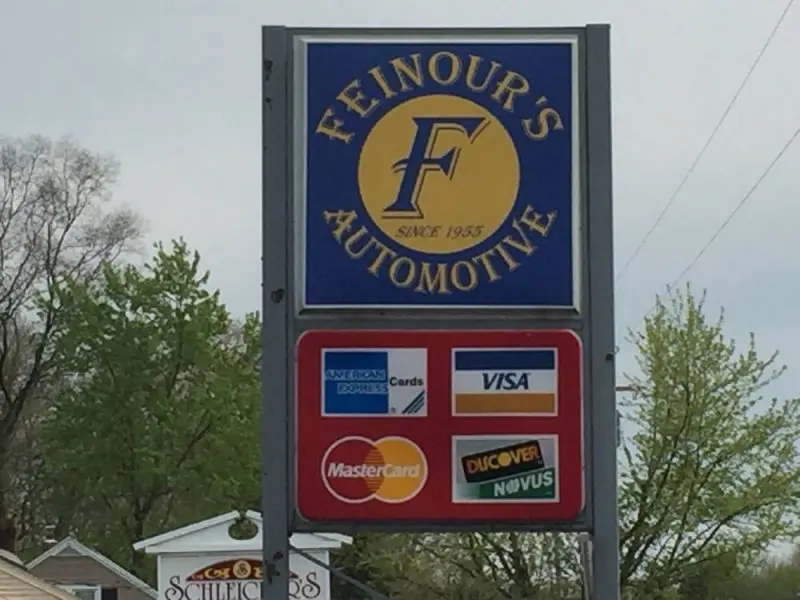 FEINOUR'S
F
SINCE 1955
AUTOMOTIVE
AMERICAN EXPRESS Cards
VISA
MasterCard
DISCOVER
NOVUS
S